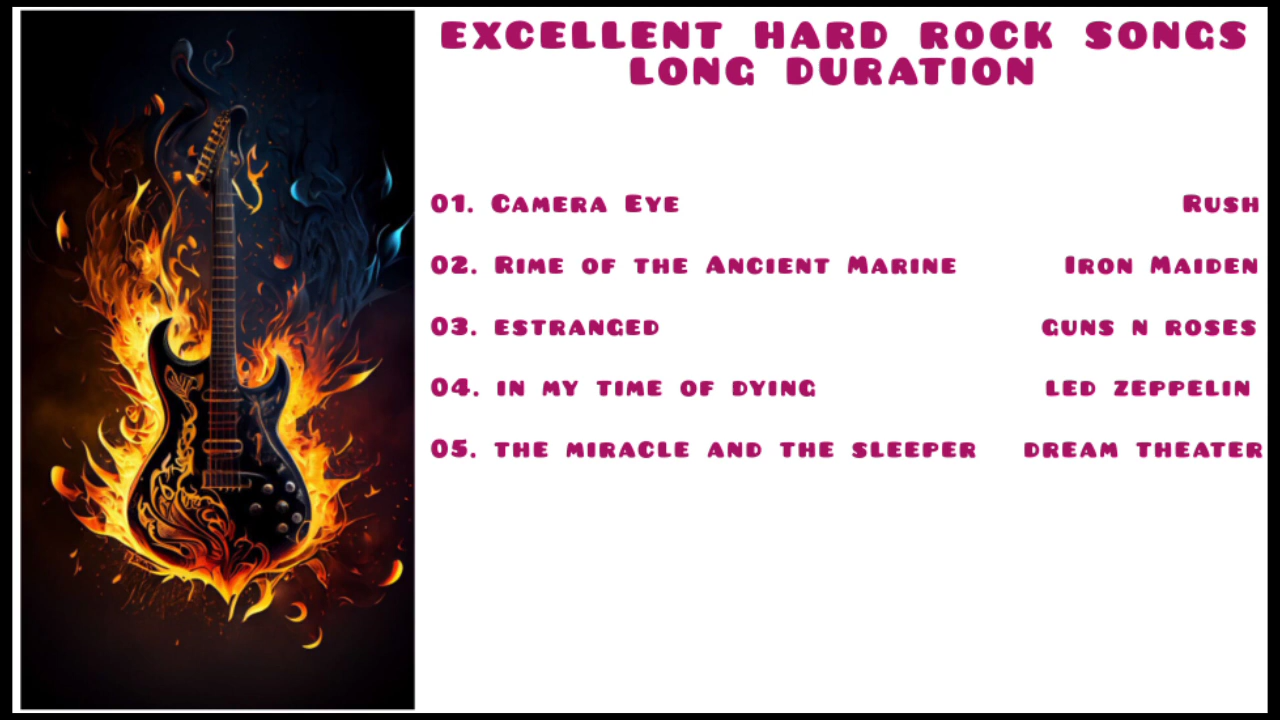 EXCELLENT HARD ROCK SONGS
LONG DURATION
01. Camera Eye Rush
02. Rime of the Ancient Marine Iron Maiden
03. ESTRANGED GUNS N ROSES
04. IN MY TIME OF DYING LED ZEPPELIN
05. THE MIRACLE AND THE SLEEPER DREAM THEATER